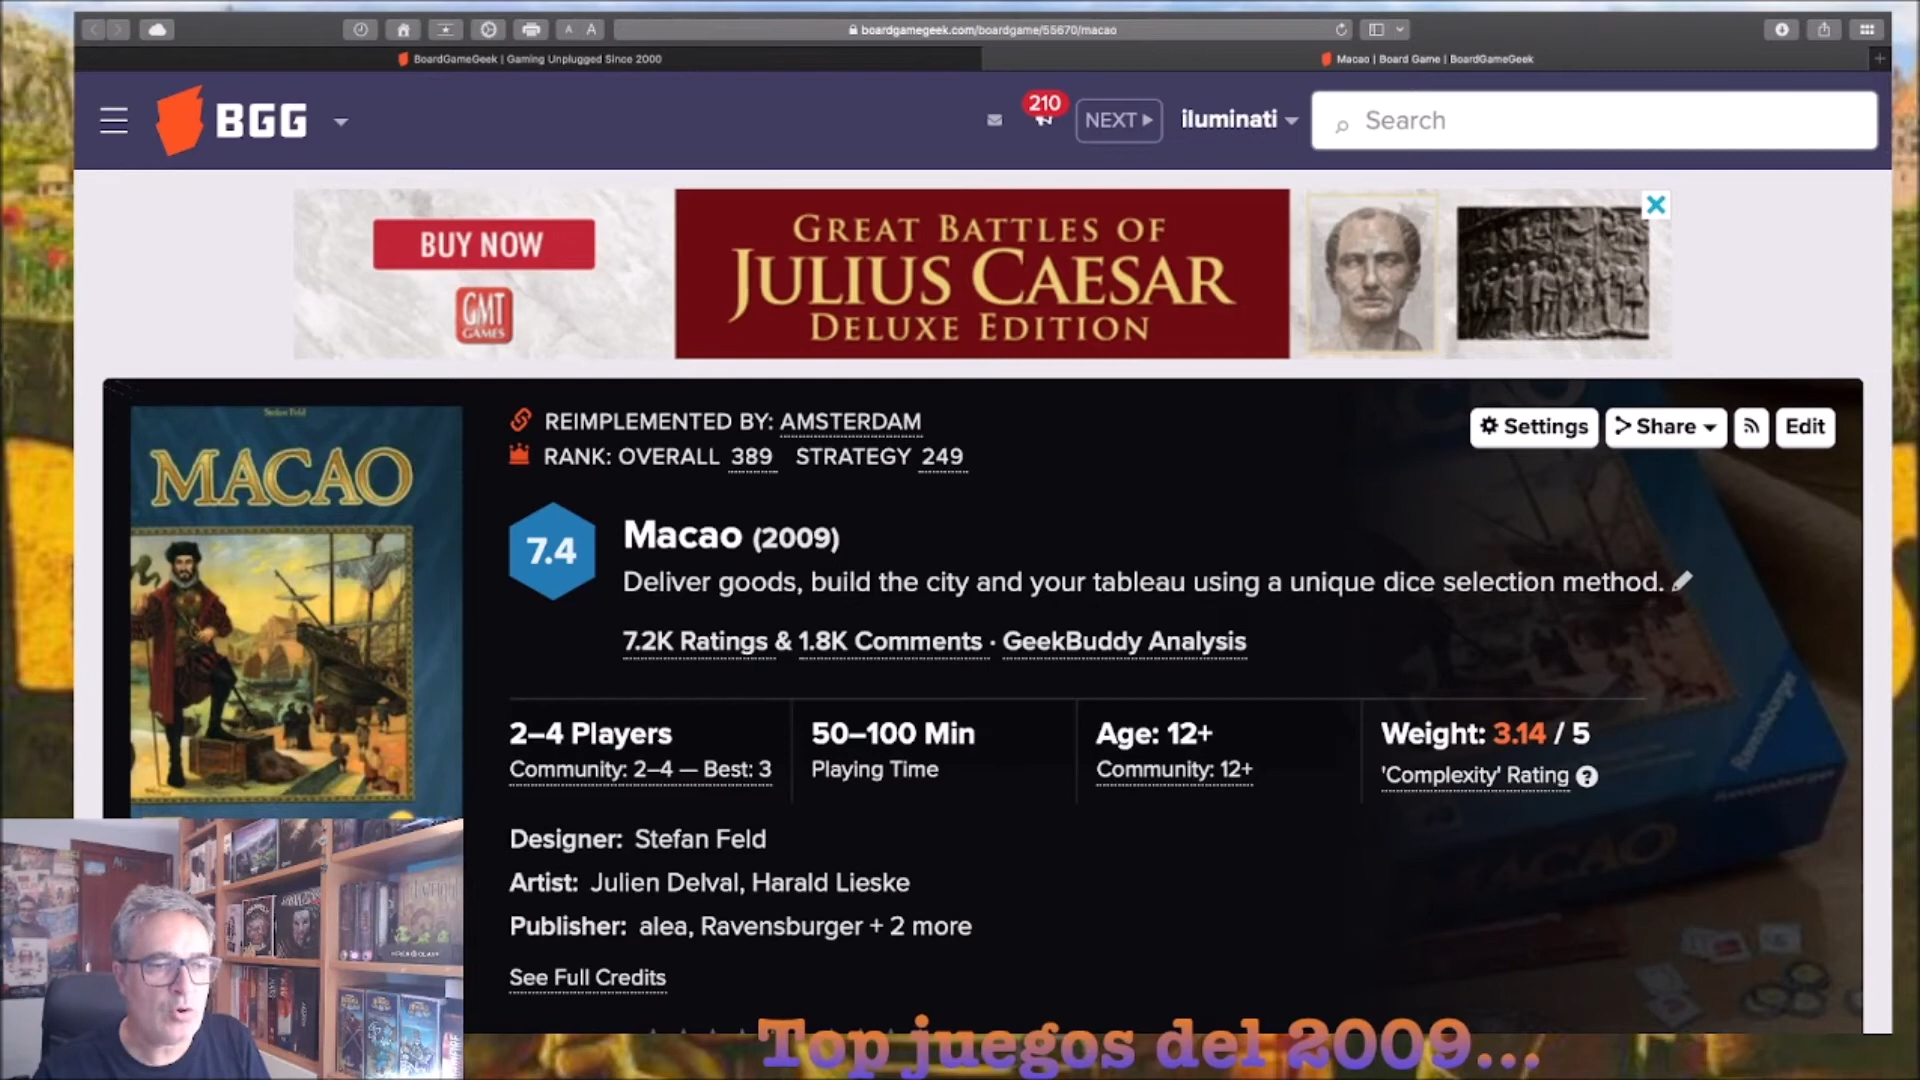 boardgamegeek.com/boardgame/55670/macao
BoardGameGeek | Gaming Unplugged Since 2000
Macao | Board Game | BoardGameGeek
BGG
210
NEXT
iluminati
Search
BUY NOW
GMT
GAMES
GREAT BATTLES OF
JULIUS CAESAR
DELUXE EDITION
Stefan Feld
MACAO
REIMPLEMENTED BY: AMSTERDAM
RANK: OVERALL 389 STRATEGY 249
Settings
Share
Edit
7.4
Macao (2009)
Deliver goods, build the city and your tableau using a unique dice selection method.
7.2K Ratings & 1.8K Comments · GeekBuddy Analysis
2–4 Players
Community: 2–4 — Best: 3
50–100 Min
Playing Time
Age: 12+
Community: 12+
Weight: 3.14 / 5
'Complexity' Rating ?
Designer: Stefan Feld
Artist: Julien Delval, Harald Lieske
Publisher: alea, Ravensburger + 2 more
See Full Credits
Ravensburger
MACAO
Top juegos del 2009...